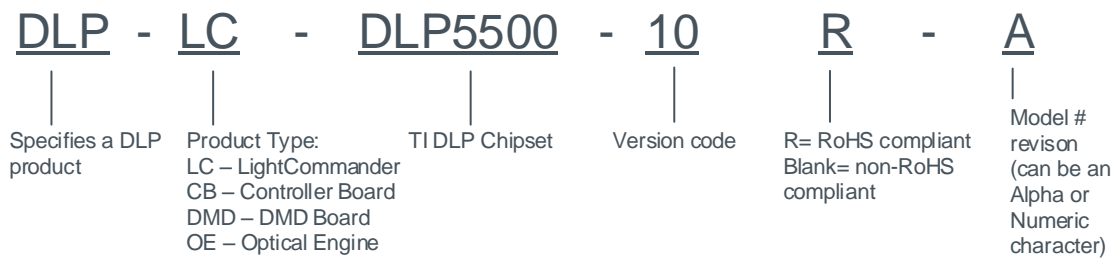 DLP - LC - DLP5500 - 10 R - A
Specifies a DLP
product
Product Type:
LC – LightCommander
CB – Controller Board
DMD – DMD Board
OE – Optical Engine
TI DLP Chipset
Version code
R= RoHS compliant
Blank= non-RoHS
compliant
Model #
revison
(can be an
Alpha or
Numeric
character)